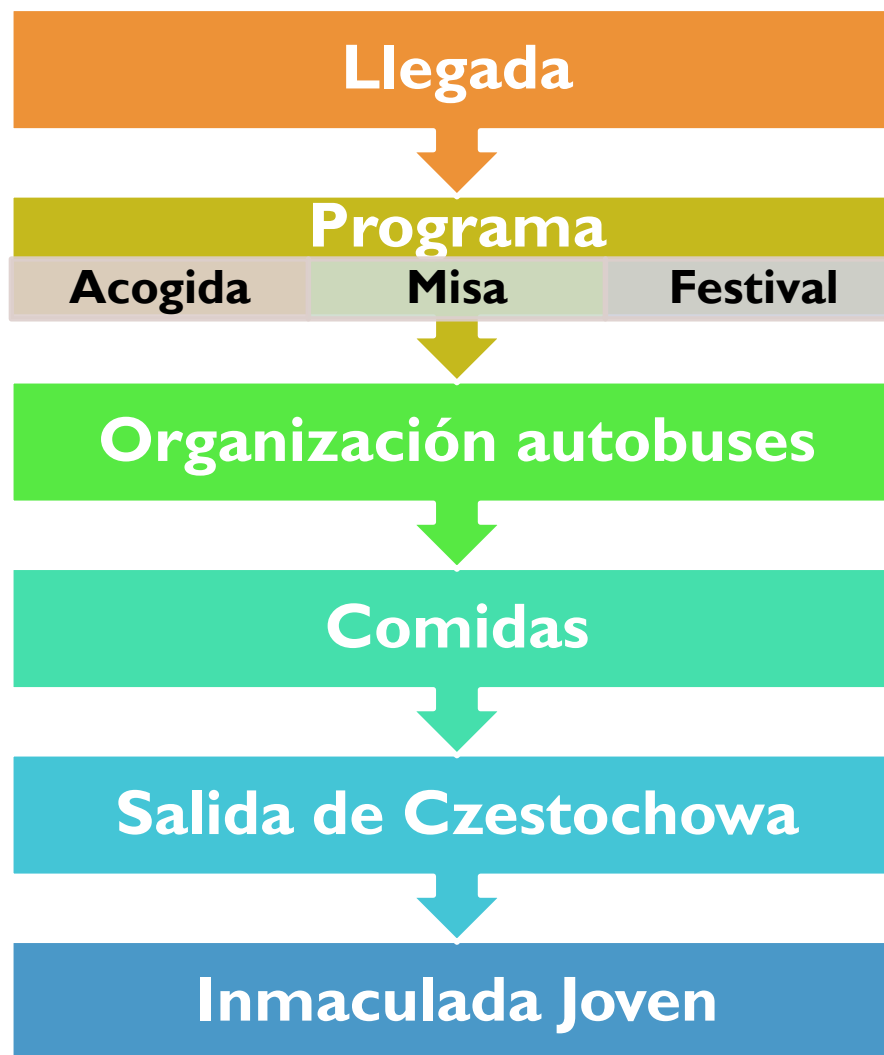 Llegada
Programa
Acogida Misa Festival
Organización autobuses
Comidas
Salida de Czestochowa
Inmaculada Joven